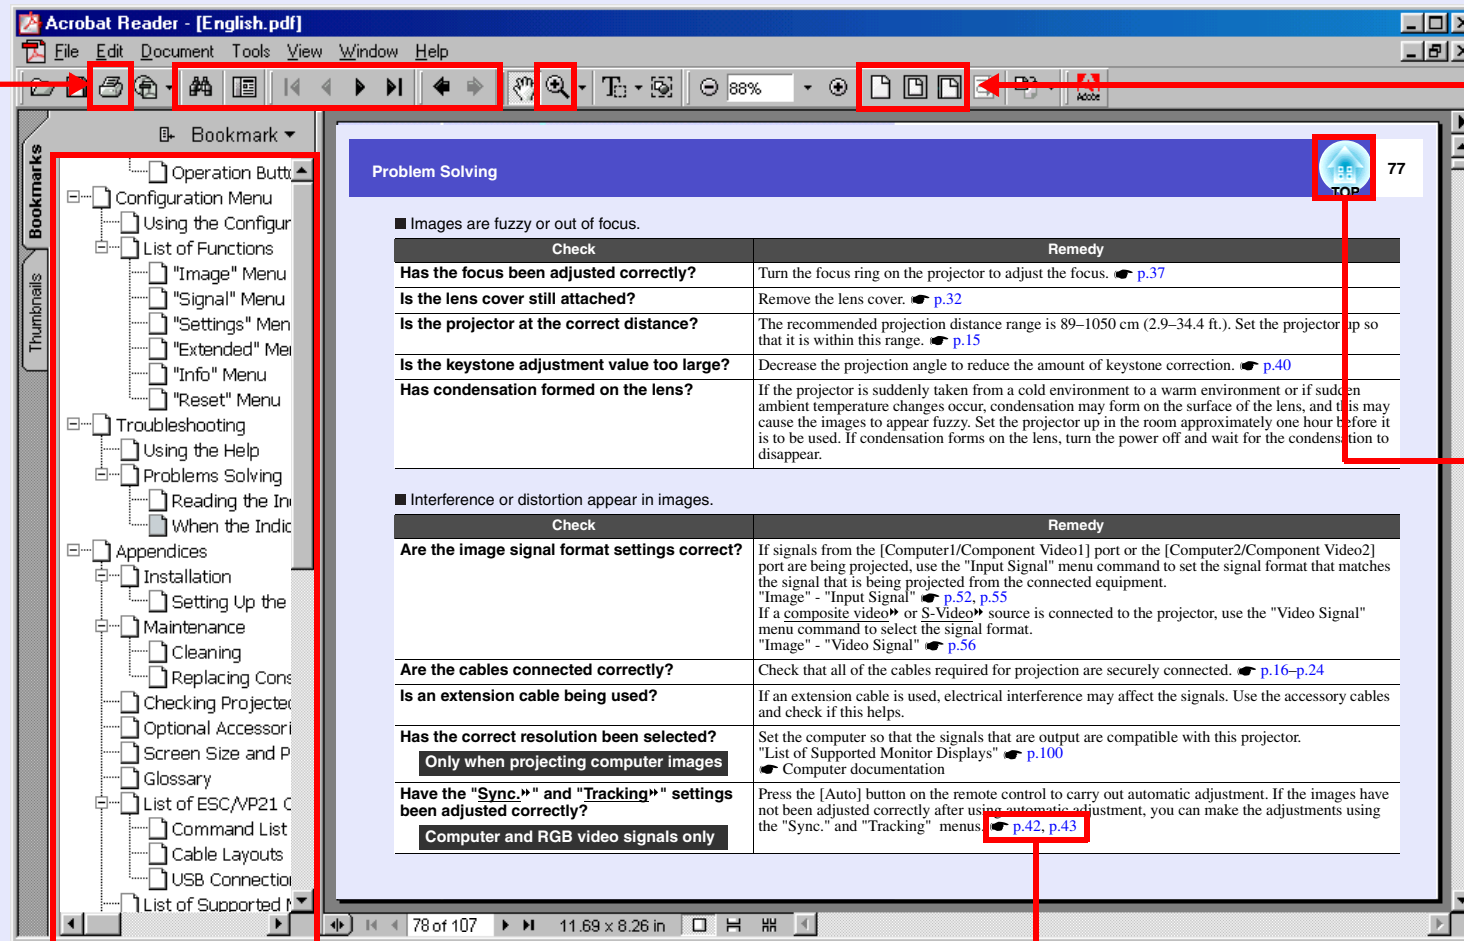 Acrobat Reader - [English.pdf]
File Edit Document Tools View Window Help
88%
Adobe
Bookmarks
Thumbnails
Bookmark
Operation Butt
Configuration Menu
Using the Configur
List of Functions
"Image" Menu
"Signal" Menu
"Settings" Men
"Extended" Me
"Info" Menu
"Reset" Menu
Troubleshooting
Using the Help
Problems Solving
Reading the In
When the Indic
Appendices
Installation
Setting Up the
Maintenance
Cleaning
Replacing Cons
Checking Projected
Optional Accessori
Screen Size and P
Glossary
List of ESC/VP21 C
Command List
Cable Layouts
USB Connection
List of Supported M
Problem Solving
TOP
77
Images are fuzzy or out of focus.
Check Remedy
Has the focus been adjusted correctly? Turn the focus ring on the projector to adjust the focus. p.37
Is the lens cover still attached? Remove the lens cover. p.32
Is the projector at the correct distance? The recommended projection distance range is 89–1050 cm (2.9–34.4 ft.). Set the projector up so
that it is within this range. p.15
Is the keystone adjustment value too large? Decrease the projection angle to reduce the amount of keystone correction. p.40
Has condensation formed on the lens? If the projector is suddenly taken from a cold environment to a warm environment or if sudden
ambient temperature changes occur, condensation may form on the surface of the lens, and this may
cause the images to appear fuzzy. Set the projector up in the room approximately one hour before it
is to be used. If condensation forms on the lens, turn the power off and wait for the condensation to
disappear.
Interference or distortion appear in images.
Check Remedy
Are the image signal format settings correct? If signals from the [Computer1/Component Video1] port or the [Computer2/Component Video2]
port are being projected, use the "Input Signal" menu command to set the signal format that matches
the signal that is being projected from the connected equipment.
"Image" - "Input Signal" p.52, p.55
If a composite video or S-Video source is connected to the projector, use the "Video Signal"
menu command to select the signal format.
"Image" - "Video Signal" p.56
Are the cables connected correctly? Check that all of the cables required for projection are securely connected. p.16–p.24
Is an extension cable being used? If an extension cable is used, electrical interference may affect the signals. Use the accessory cables
and check if this helps.
Has the correct resolution been selected? Set the computer so that the signals that are output are compatible with this projector.
Only when projecting computer images "List of Supported Monitor Displays" p.100
Computer documentation
Have the "Sync." and "Tracking" settings Press the [Auto] button on the remote control to carry out automatic adjustment. If the images have
been adjusted correctly? not been adjusted correctly after using automatic adjustment, you can make the adjustments using
Computer and RGB video signals only the "Sync." and "Tracking" menus. p.42, p.43
78 of 107 11.69 x 8.26 in